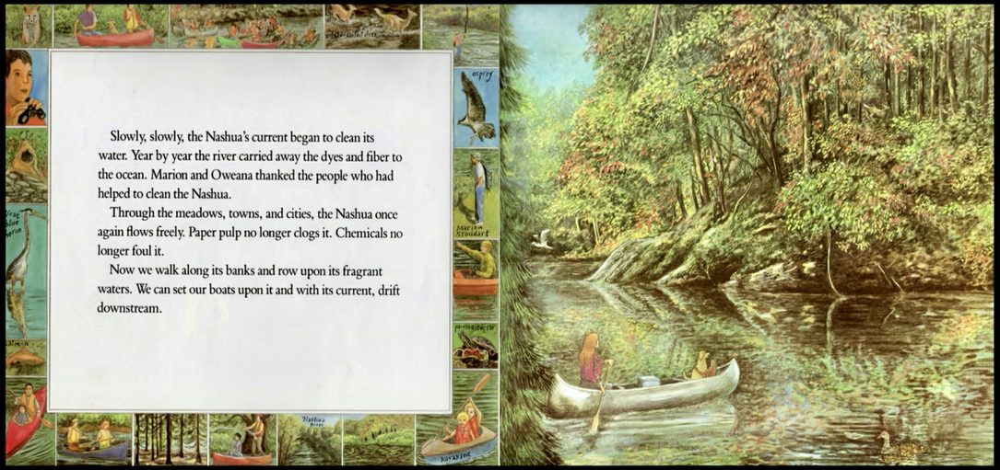 osprey
Slowly, slowly, the Nashua's current began to clean its
water. Year by year the river carried away the dyes and fiber to
the ocean. Marion and Oweana thanked the people who had
helped to clean the Nashua.
Through the meadows, towns, and cities, the Nashua once
again flows freely. Paper pulp no longer clogs it. Chemicals no
longer foul it.
Now we walk along its banks and row upon its fragrant
waters. We can set our boats upon it and with its current, drift
downstream.
Great
blue
heron
Marion
Stoddart
Nashua
River
kayaking